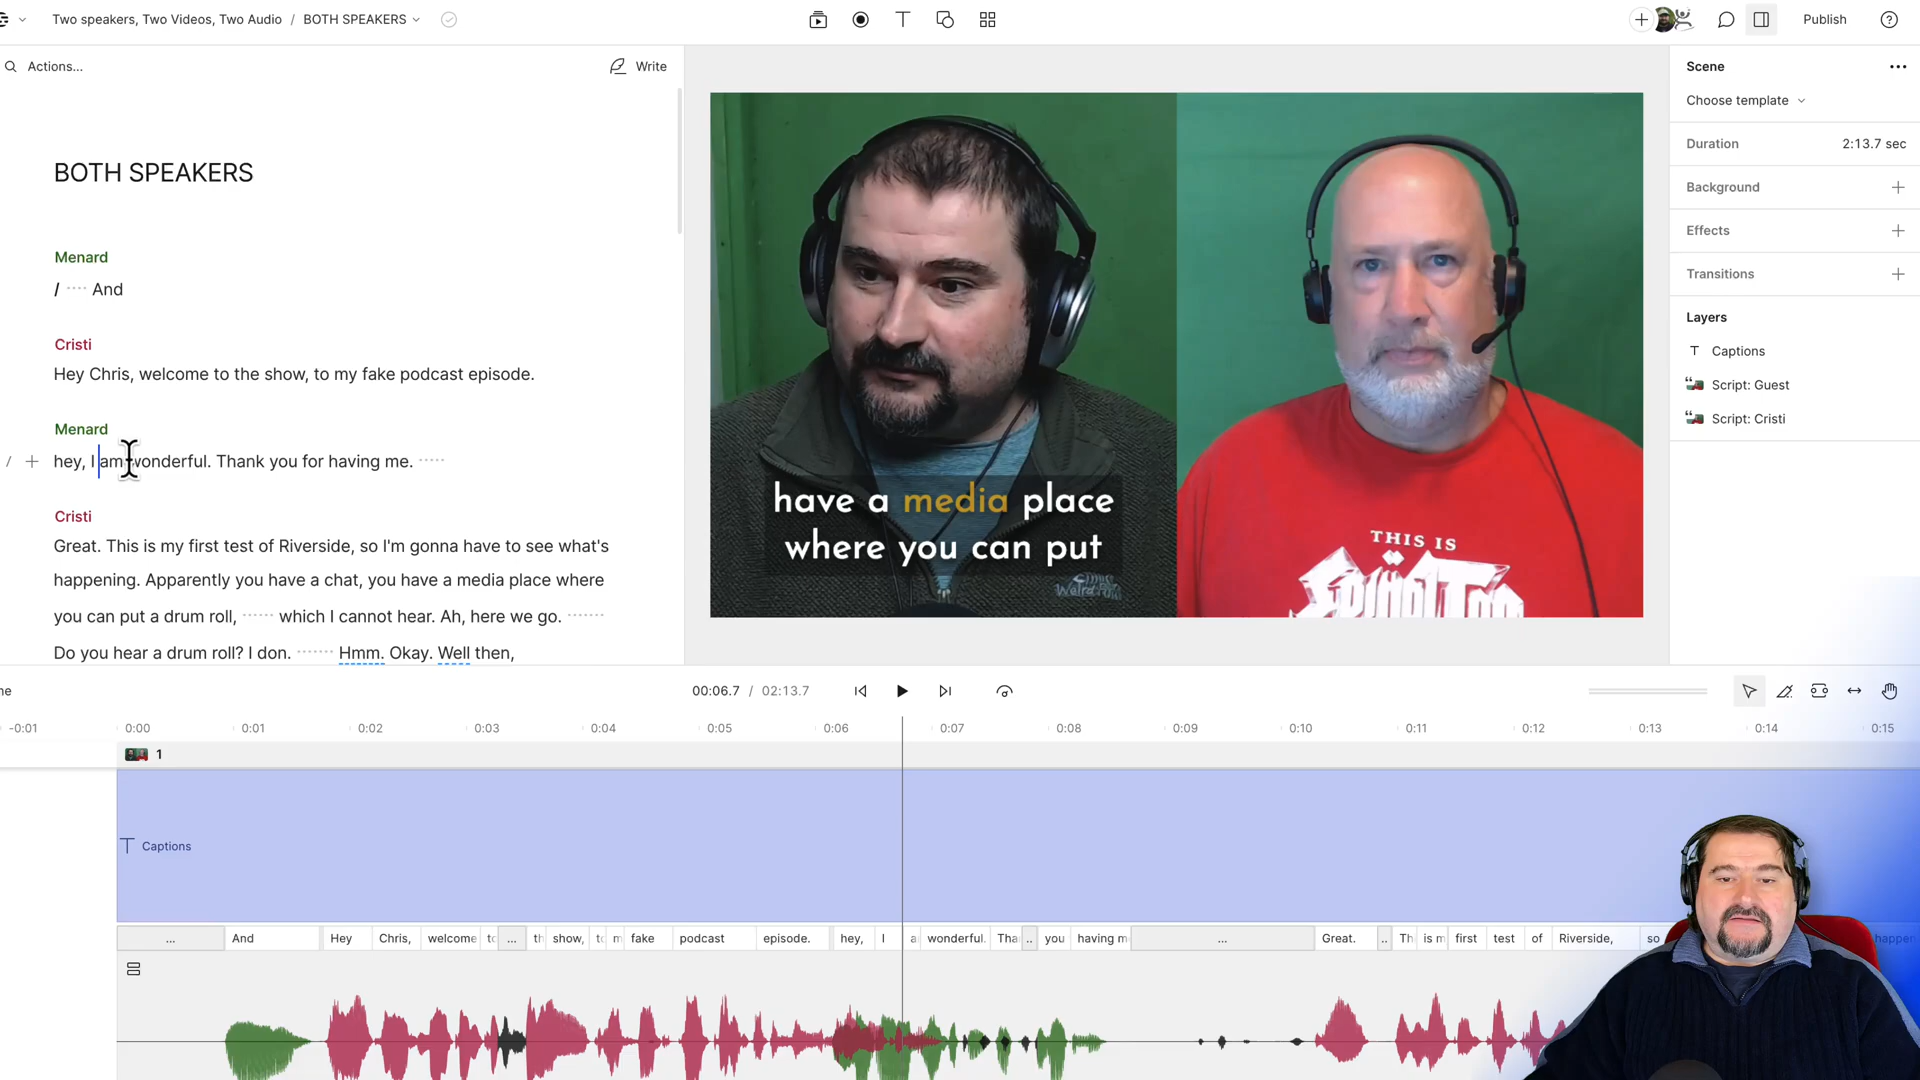 Two speakers, Two Videos, Two Audio / BOTH SPEAKERS
Publish
Actions...
Write
BOTH SPEAKERS
Menard
/ And
Cristi
Hey Chris, welcome to the show, to my fake podcast episode.
Menard
/ + hey, I am wonderful. Thank you for having me.
Cristi
Great. This is my first test of Riverside, so I'm gonna have to see what's
happening. Apparently you have a chat, you have a media place where
you can put a drum roll, which I cannot hear. Ah, here we go.
Do you hear a drum roll? I don. Hmm. Okay. Well then,
have a media place
where you can put
THIS IS
Scene
Choose template
Duration 2:13.7 sec
Background
Effects
Transitions
Layers
Captions
Script: Guest
Script: Cristi
00:06.7 / 02:13.7
-0:01 0:00 0:01 0:02 0:03 0:04 0:05 0:06 0:07 0:08 0:09 0:10 0:11 0:12 0:13 0:14 0:15
1
Captions
... And Hey Chris, welcome ... th show, m fake podcast episode. hey, I wonderful. Tha .. you having m ... Great. .. Th is m first test of Riverside, so happen